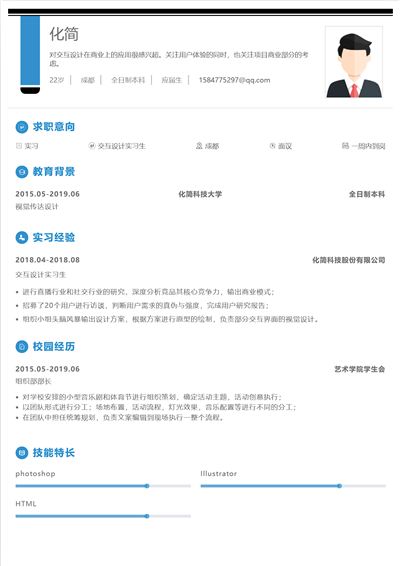 化简
对交互设计在商业上的应用很感兴趣。关注用户体验的同时，也关注项目商业部分的考
虑。
22岁 成都 全日制本科 应届生 1584775297@qq.com
求职意向
实习 交互设计实习生 成都 面议 一周内到岗
教育背景
2015.05-2019.06 化简科技大学 全日制本科
视觉传达设计
实习经验
2018.04-2018.08 化简科技股份有限公司
交互设计实习生
• 进行直播行业和社交行业的研究，深度分析竞品其核心竞争力，输出商业模式；
• 招募了20个用户进行访谈，判断用户需求的真伪与强度，完成用户研究报告；
• 组织小组头脑风暴输出设计方案，根据方案进行原型的绘制，负责部分交互界面的视觉设计。
校园经历
2015.05-2019.06 艺术学院学生会
组织部部长
• 对学校安排的小型音乐剧和体育节进行组织策划，确定活动主题，活动创意执行；
• 以团队形式进行分工：场地布置，活动流程，灯光效果，音乐配置等进行不同的分工；
• 在团队中担任统筹规划，负责文案编辑到现场执行一整个大流程。
技能特长
photoshop Illustrator
HTML